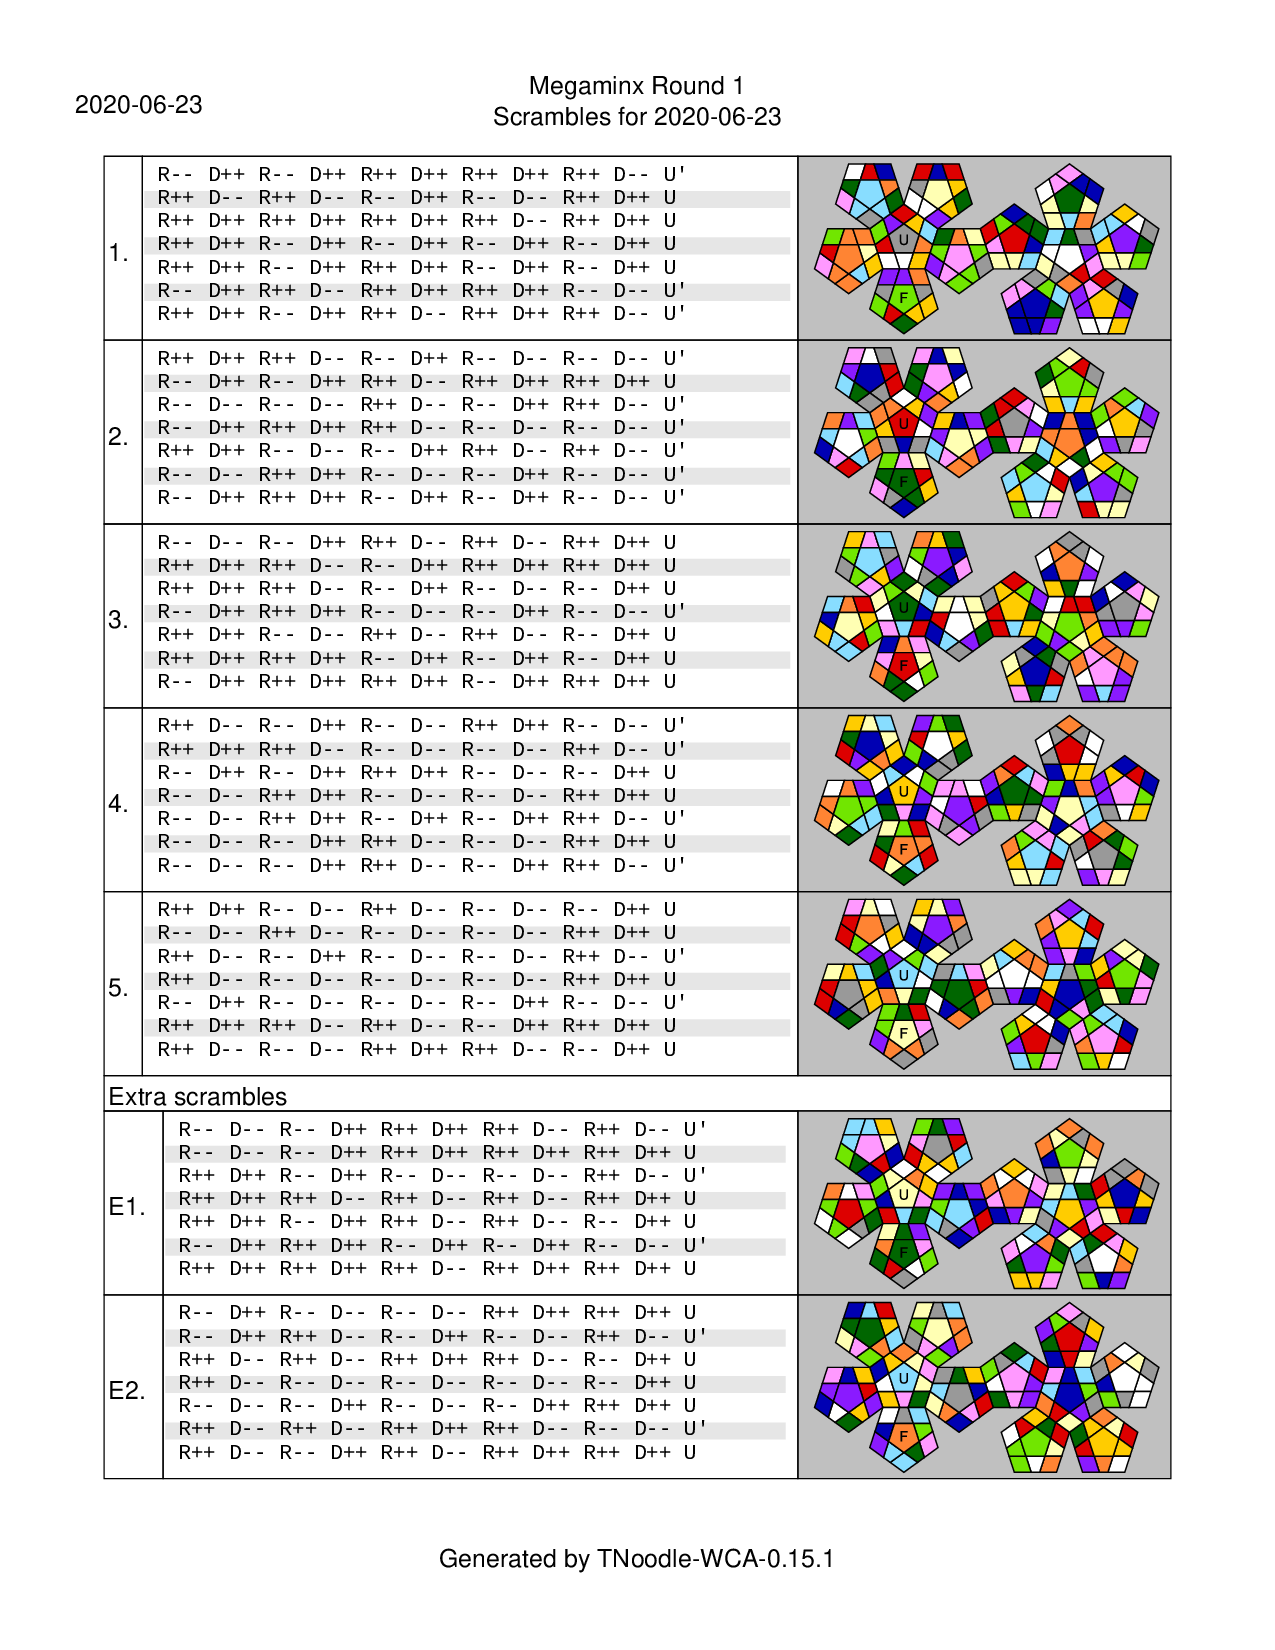 Megaminx Round 1
2020-06-23
Scrambles for 2020-06-23
1.
R-- D++ R-- D++ R++ D++ R++ D++ R++ D-- U'
R++ D-- R++ D-- R-- D++ R-- D-- R++ D++ U
R++ D++ R++ D++ R++ D++ R++ D-- R++ D++ U
R++ D++ R-- D++ R-- D++ R-- D++ R-- D++ U
R++ D++ R-- D++ R++ D++ R-- D++ R-- D++ U
R-- D++ R++ D-- R++ D++ R++ D++ R-- D-- U'
R++ D++ R-- D++ R++ D-- R++ D++ R++ D-- U'
U
F
2.
R++ D++ R++ D-- R-- D++ R-- D-- R-- D-- U'
R-- D++ R-- D++ R++ D-- R++ D++ R++ D++ U
R-- D-- R-- D-- R++ D-- R-- D++ R++ D-- U'
R-- D++ R++ D++ R++ D-- R-- D-- R-- D-- U'
R++ D++ R-- D-- R-- D++ R++ D-- R++ D-- U'
R-- D-- R++ D++ R-- D-- R-- D++ R-- D-- U'
R-- D++ R++ D++ R-- D++ R-- D++ R-- D-- U'
U
F
3.
R-- D-- R-- D++ R++ D-- R++ D-- R++ D++ U
R++ D++ R++ D-- R-- D++ R++ D++ R++ D++ U
R++ D++ R++ D-- R-- D++ R-- D-- R-- D++ U
R-- D++ R++ D++ R-- D-- R-- D++ R-- D-- U'
R++ D++ R-- D-- R++ D-- R++ D-- R-- D++ U
R++ D++ R++ D++ R-- D++ R-- D++ R-- D++ U
R-- D++ R++ D++ R++ D++ R-- D++ R++ D++ U
U
F
4.
R++ D-- R-- D++ R-- D-- R++ D++ R-- D-- U'
R++ D++ R++ D-- R-- D-- R-- D-- R++ D-- U'
R-- D++ R-- D++ R++ D++ R-- D-- R-- D++ U
R-- D-- R++ D++ R-- D-- R-- D-- R++ D++ U
R-- D-- R++ D++ R-- D++ R-- D++ R++ D-- U'
R-- D-- R-- D++ R++ D-- R-- D-- R++ D++ U
R-- D-- R-- D++ R++ D-- R-- D++ R++ D-- U'
U
F
5.
R++ D++ R-- D-- R++ D-- R-- D-- R-- D++ U
R-- D-- R++ D-- R-- D-- R-- D-- R++ D++ U
R++ D-- R-- D++ R-- D-- R-- D-- R++ D-- U'
R++ D-- R-- D-- R-- D-- R-- D-- R++ D++ U
R-- D++ R-- D-- R-- D-- R-- D++ R-- D-- U'
R++ D++ R++ D-- R++ D-- R-- D++ R++ D++ U
R++ D-- R-- D-- R++ D++ R++ D-- R-- D++ U
U
F
Extra scrambles
E1.
R-- D-- R-- D++ R++ D++ R++ D-- R++ D-- U'
R-- D-- R-- D++ R++ D++ R++ D++ R++ D++ U
R++ D++ R-- D++ R-- D-- R-- D-- R++ D-- U'
R++ D++ R++ D-- R++ D-- R++ D-- R++ D++ U
R++ D++ R-- D++ R++ D-- R++ D-- R-- D++ U
R-- D++ R++ D++ R-- D++ R-- D++ R-- D-- U'
R++ D++ R++ D++ R++ D-- R++ D++ R++ D++ U
U
F
E2.
R-- D++ R-- D-- R-- D-- R++ D++ R++ D++ U
R-- D++ R++ D-- R-- D++ R-- D-- R++ D-- U'
R++ D-- R++ D-- R++ D++ R++ D-- R-- D++ U
R++ D-- R-- D-- R-- D-- R-- D-- R-- D++ U
R-- D-- R-- D++ R-- D-- R-- D++ R++ D++ U
R++ D-- R++ D-- R++ D++ R++ D-- R-- D-- U'
R++ D-- R-- D++ R++ D-- R++ D++ R++ D++ U
U
F
Generated by TNoodle-WCA-0.15.1